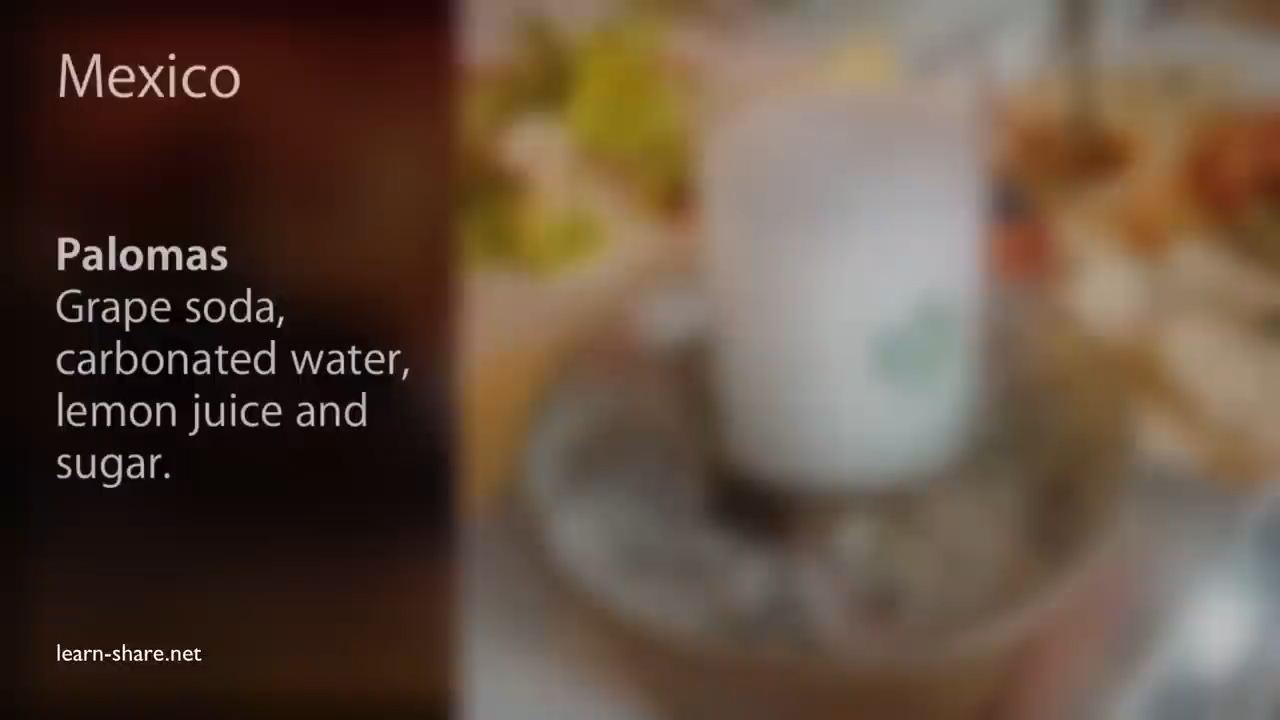 Mexico
Palomas
Grape soda,
carbonated water,
lemon juice and
sugar.
learn-share.net